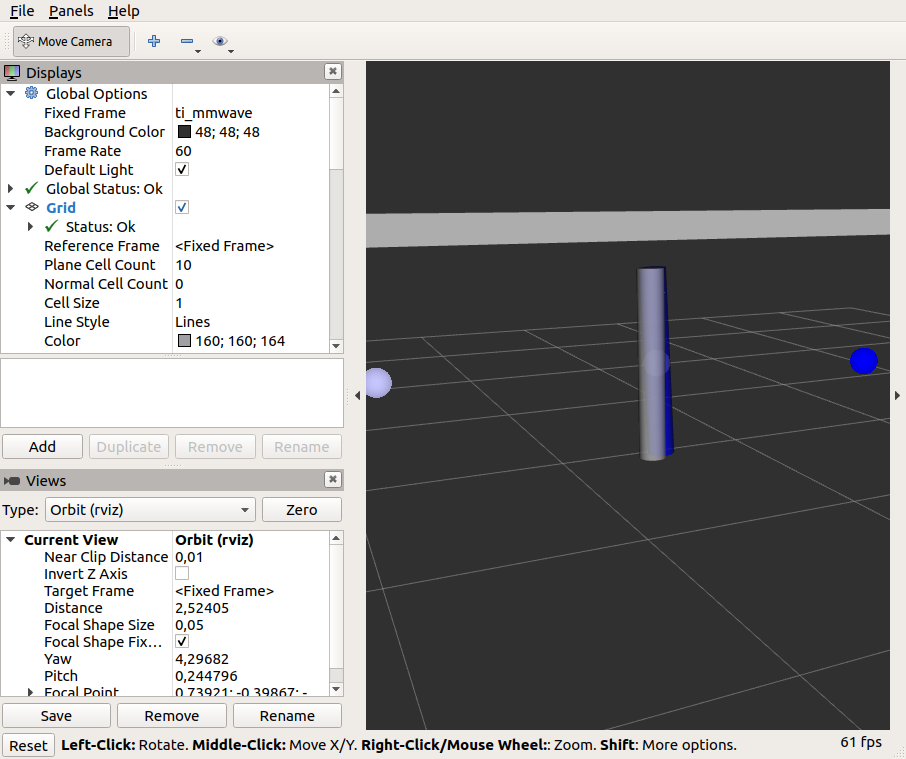 File Panels Help
Move Camera
Displays
Global Options
Fixed Frame ti_mmwave
Background Color 48; 48; 48
Frame Rate 60
Default Light
Global Status: Ok
Grid
Status: Ok
Reference Frame <Fixed Frame>
Plane Cell Count 10
Normal Cell Count 0
Cell Size 1
Line Style Lines
Color 160; 160; 164
Add Duplicate Remove Rename
Views
Type: Orbit (rviz) Zero
Current View Orbit (rviz)
Near Clip Distance 0,01
Invert Z Axis
Target Frame <Fixed Frame>
Distance 2,52405
Focal Shape Size 0,05
Focal Shape Fix...
Yaw 4,29682
Pitch 0,244796
Focal Point 0.73921; -0.39867; -
Save Remove Rename
Reset Left-Click: Rotate. Middle-Click: Move X/Y. Right-Click/Mouse Wheel:: Zoom. Shift: More options. 61 fps